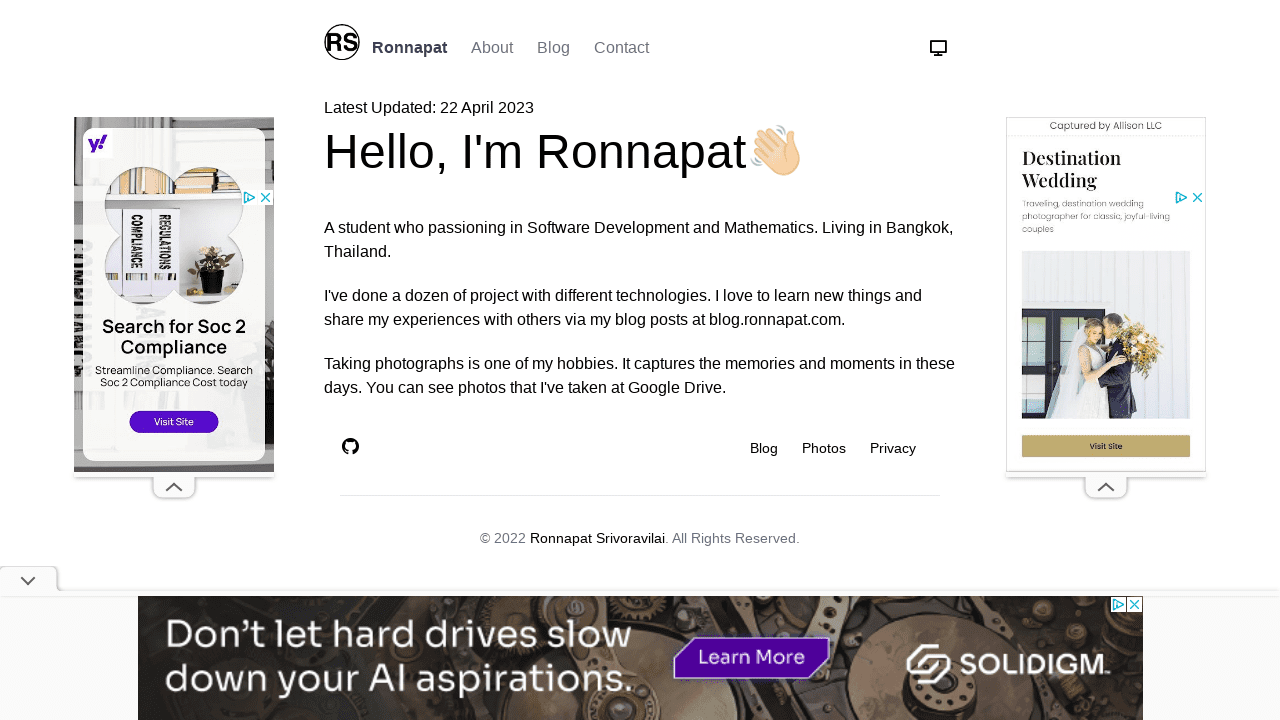 RS
Ronnapat About Blog Contact
Latest Updated: 22 April 2023
Hello, I'm Ronnapat
A student who passioning in Software Development and Mathematics. Living in Bangkok,
Thailand.
I've done a dozen of project with different technologies. I love to learn new things and
share my experiences with others via my blog posts at blog.ronnapat.com.
Taking photographs is one of my hobbies. It captures the memories and moments in these
days. You can see photos that I've taken at Google Drive.
Blog Photos Privacy
© 2022 Ronnapat Srivoravilai. All Rights Reserved.
y!
COMPLIANCE
REGULATIONS
COMPLIANCE
Search for Soc 2
Compliance
Streamline Compliance. Search
Soc 2 Compliance Cost today
Visit Site
Captured by Allison LLC
Destination
Wedding
Traveling, destination wedding
photographer for classic, joyful-living
couples
Visit Site
Don't let hard drives slow
down your AI aspirations.
Learn More
SOLIDIGM